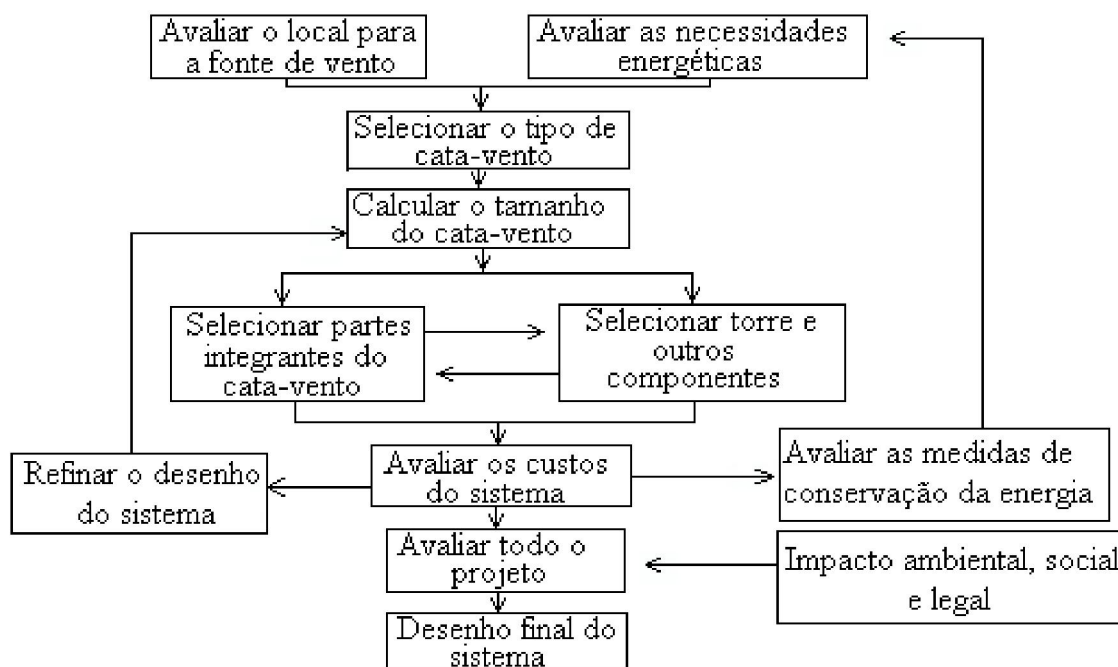 Avaliar o local para
a fonte de vento
Avaliar as necessidades
energéticas
Selecionar o tipo de
cata-vento
Calcular o tamanho
do cata-vento
Selecionar partes
integrantes do
cata-vento
Selecionar torre e
outros
componentes
Refinar o desenho
do sistema
Avaliar os custos
do sistema
Avaliar as medidas de
conservação da energia
Avaliar todo o
projeto
Impacto ambiental, social
e legal
Desenho final do
sistema